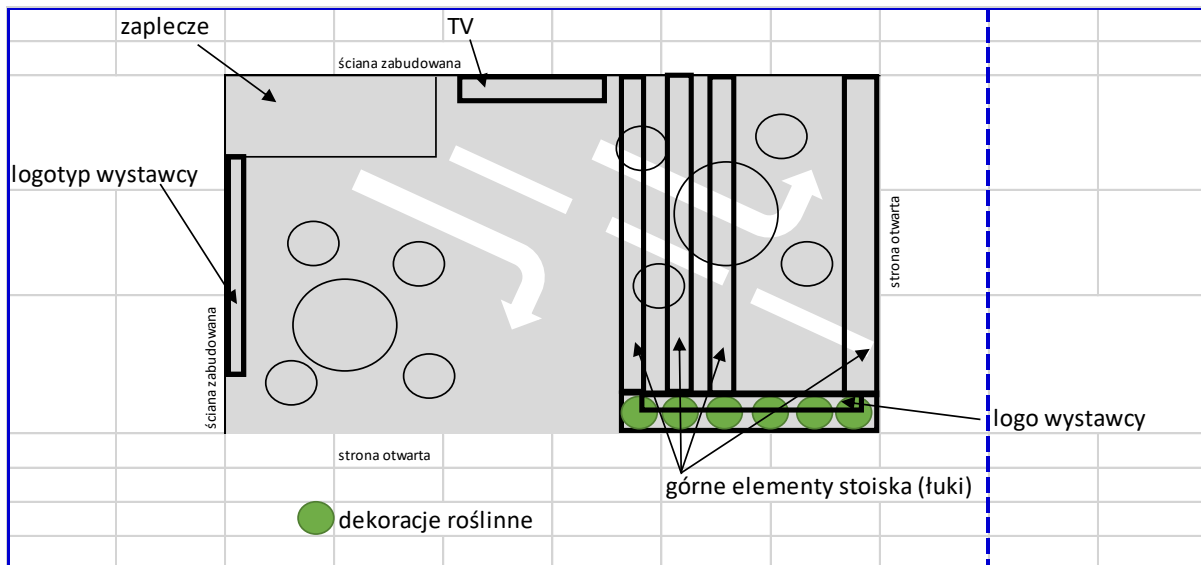 zaplecze
TV
ściana zabudowana
logotyp wystawcy
strona otwarta
ściana zabudowana
logo wystawcy
strona otwarta
górne elementy stoiska (łuki)
dekoracje roślinne